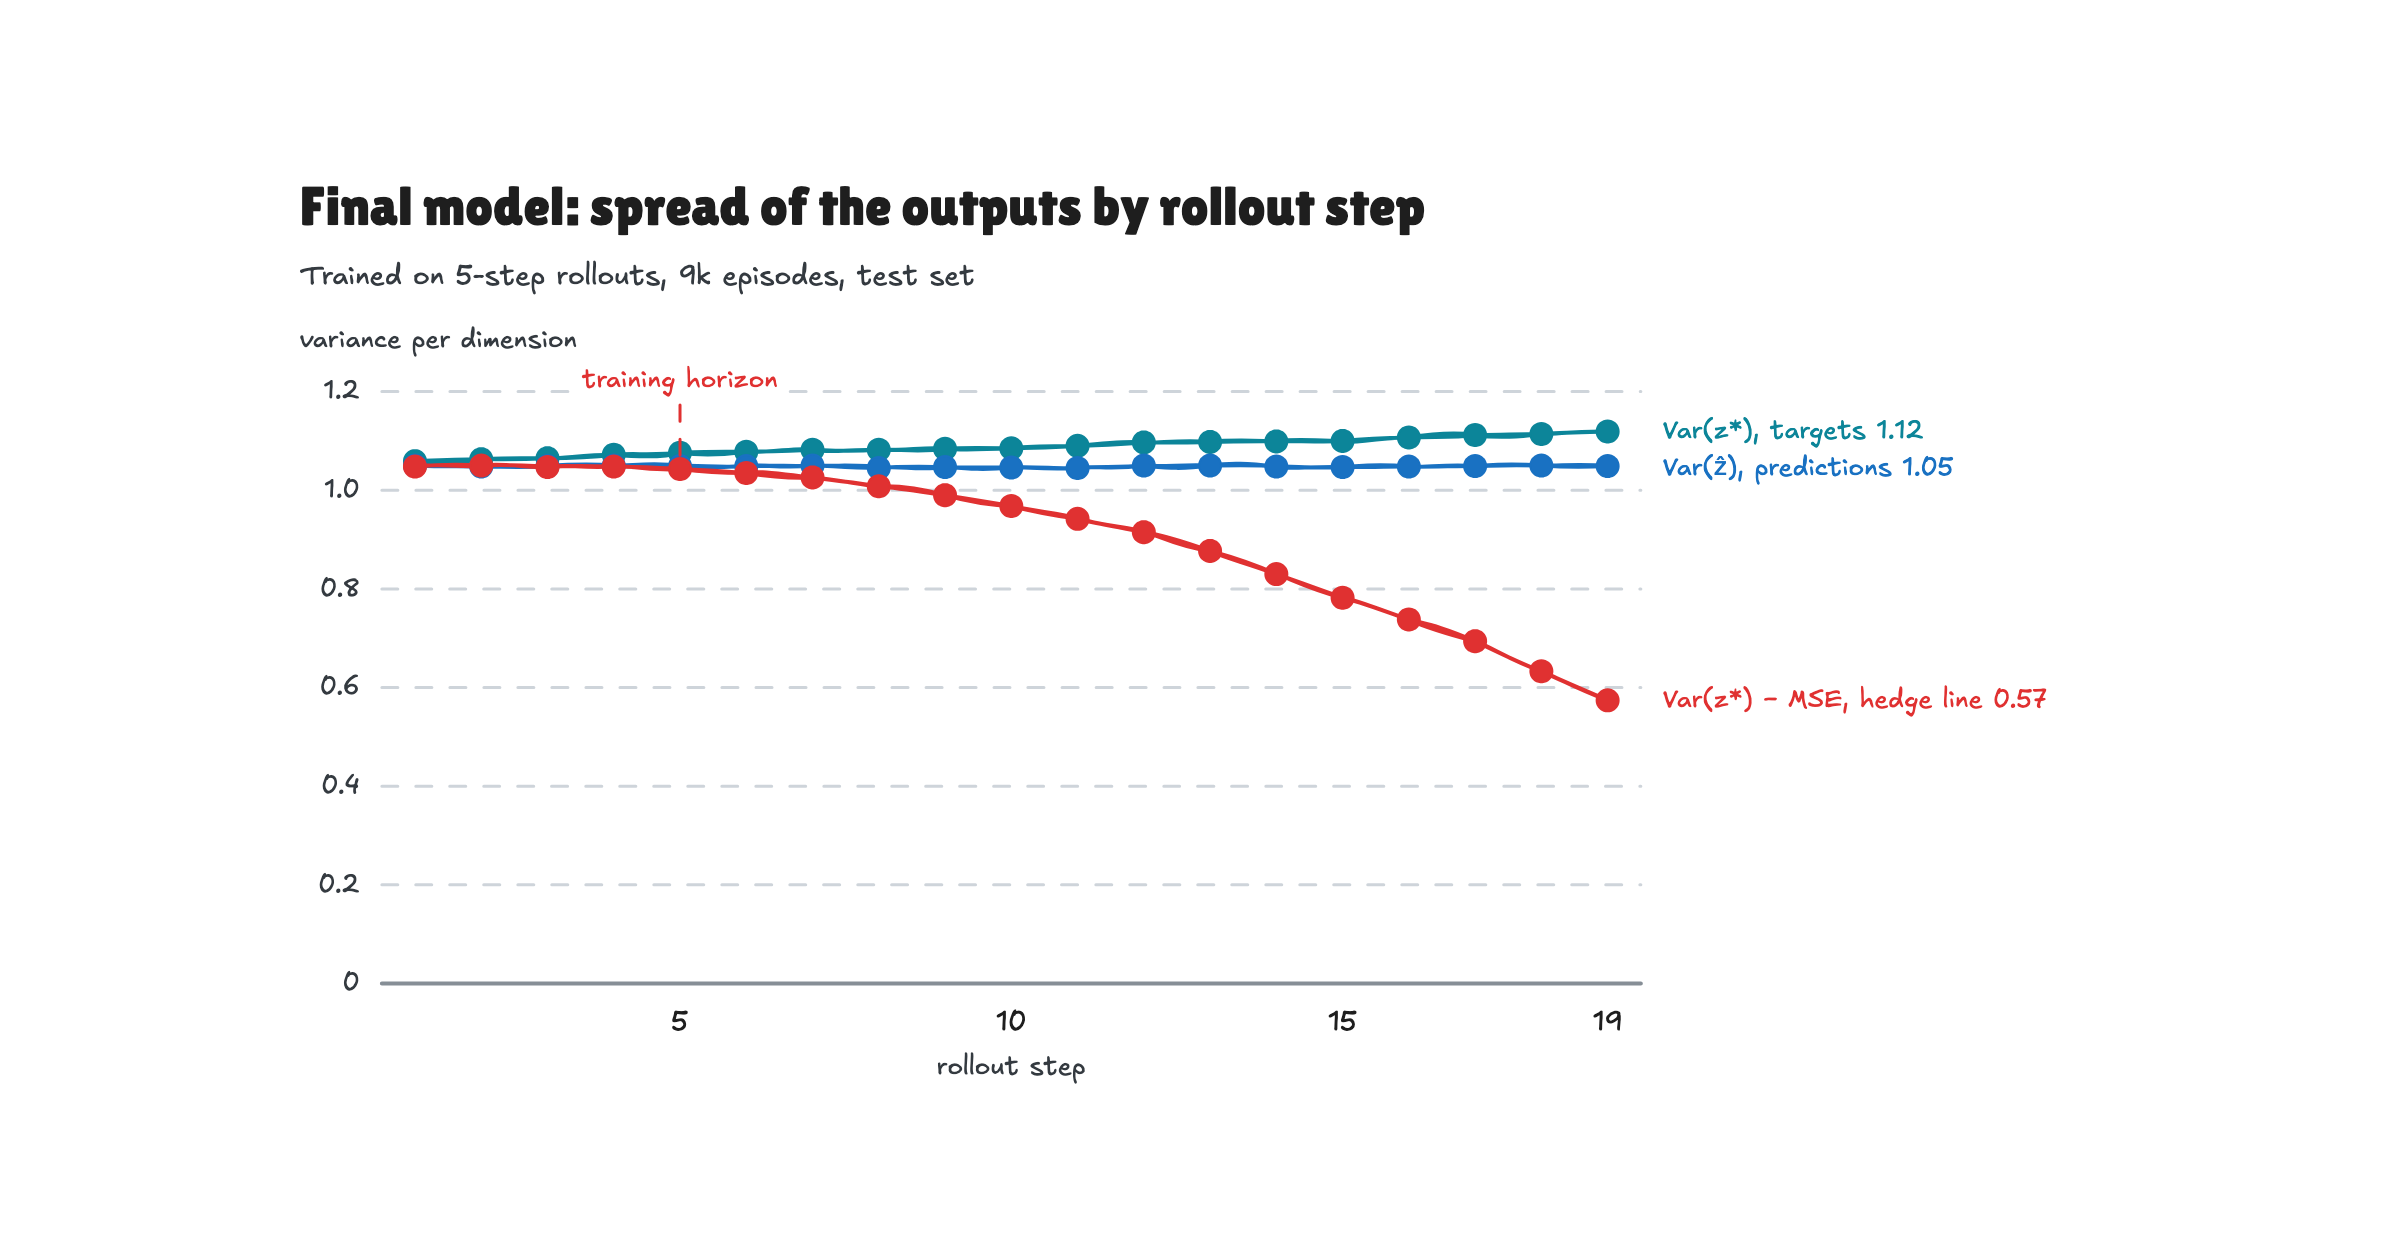 Final model: spread of the outputs by rollout step
Trained on 5-step rollouts, 9k episodes, test set
variance per dimension
training horizon
1.2
Var(z*), targets 1.12
Var(ẑ), predictions 1.05
1.0
0.8
0.6
Var(z*) - MSE, hedge line 0.57
0.4
0.2
0
5 10 15 19
rollout step